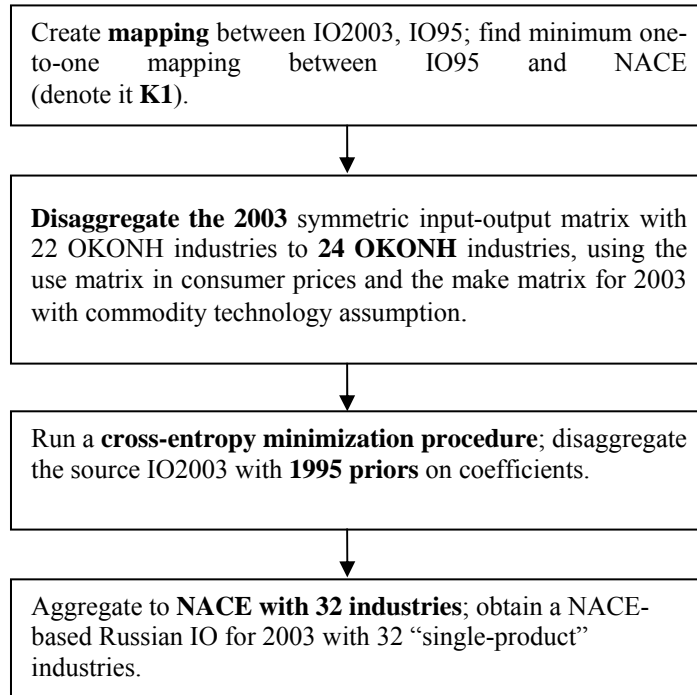 Create mapping between IO2003, IO95; find minimum one-
to-one mapping between IO95 and NACE
(denote it K1).
Disaggregate the 2003 symmetric input-output matrix with
22 OKONH industries to 24 OKONH industries, using the
use matrix in consumer prices and the make matrix for 2003
with commodity technology assumption.
Run a cross-entropy minimization procedure; disaggregate
the source IO2003 with 1995 priors on coefficients.
Aggregate to NACE with 32 industries; obtain a NACE-
based Russian IO for 2003 with 32 “single-product”
industries.